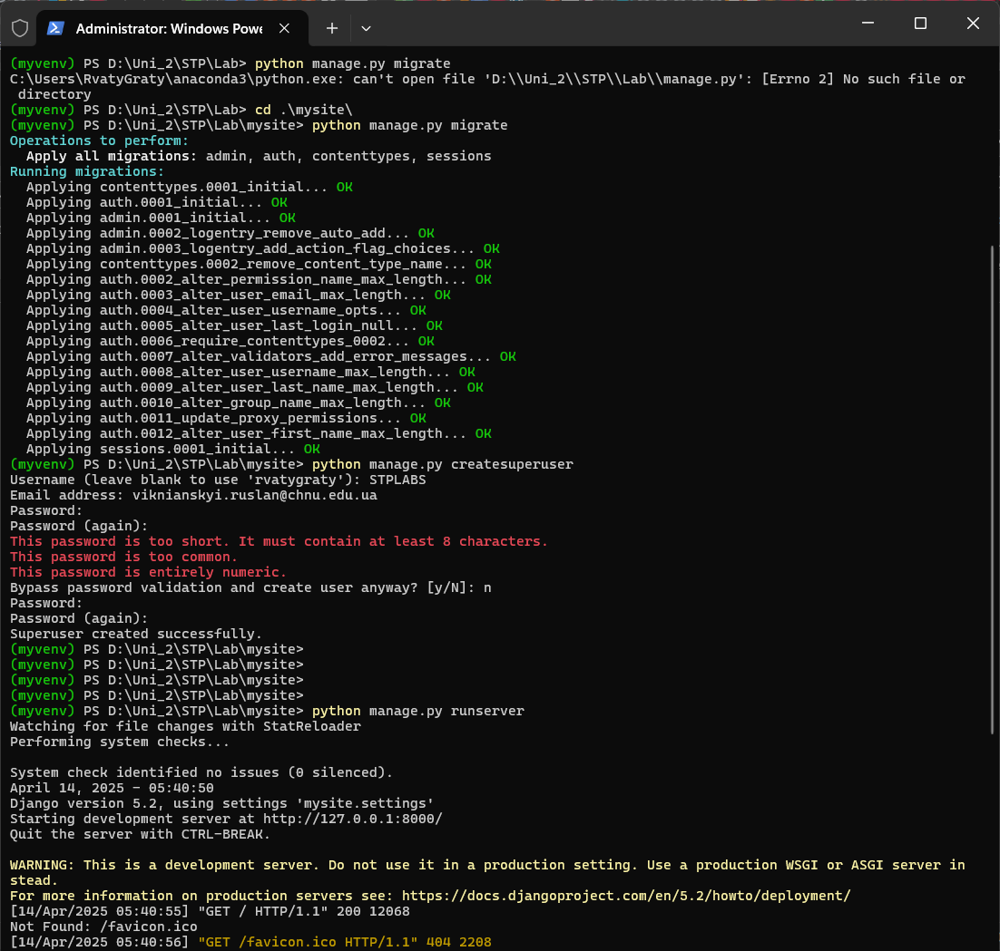 Administrator: Windows Powe
(myvenv) PS D:\Uni_2\STP\Lab> python manage.py migrate
C:\Users\RvatyGraty\anaconda3\python.exe: can't open file 'D:\\Uni_2\\STP\\Lab\\manage.py': [Errno 2] No such file or
 directory
(myvenv) PS D:\Uni_2\STP\Lab> cd .\mysite\
(myvenv) PS D:\Uni_2\STP\Lab\mysite> python manage.py migrate
Operations to perform:
  Apply all migrations: admin, auth, contenttypes, sessions
Running migrations:
  Applying contenttypes.0001_initial... OK
  Applying auth.0001_initial... OK
  Applying admin.0001_initial... OK
  Applying admin.0002_logentry_remove_auto_add... OK
  Applying admin.0003_logentry_add_action_flag_choices... OK
  Applying contenttypes.0002_remove_content_type_name... OK
  Applying auth.0002_alter_permission_name_max_length... OK
  Applying auth.0003_alter_user_email_max_length... OK
  Applying auth.0004_alter_user_username_opts... OK
  Applying auth.0005_alter_user_last_login_null... OK
  Applying auth.0006_require_contenttypes_0002... OK
  Applying auth.0007_alter_validators_add_error_messages... OK
  Applying auth.0008_alter_user_username_max_length... OK
  Applying auth.0009_alter_user_last_name_max_length... OK
  Applying auth.0010_alter_group_name_max_length... OK
  Applying auth.0011_update_proxy_permissions... OK
  Applying auth.0012_alter_user_first_name_max_length... OK
  Applying sessions.0001_initial... OK
(myvenv) PS D:\Uni_2\STP\Lab\mysite> python manage.py createsuperuser
Username (leave blank to use 'rvatygraty'): STPLABS
Email address: viknianskyi.ruslan@chnu.edu.ua
Password:
Password (again):
This password is too short. It must contain at least 8 characters.
This password is too common.
This password is entirely numeric.
Bypass password validation and create user anyway? [y/N]: n
Password:
Password (again):
Superuser created successfully.
(myvenv) PS D:\Uni_2\STP\Lab\mysite>
(myvenv) PS D:\Uni_2\STP\Lab\mysite>
(myvenv) PS D:\Uni_2\STP\Lab\mysite>
(myvenv) PS D:\Uni_2\STP\Lab\mysite>
(myvenv) PS D:\Uni_2\STP\Lab\mysite> python manage.py runserver
Watching for file changes with StatReloader
Performing system checks...

System check identified no issues (0 silenced).
April 14, 2025 - 05:40:50
Django version 5.2, using settings 'mysite.settings'
Starting development server at http://127.0.0.1:8000/
Quit the server with CTRL-BREAK.

WARNING: This is a development server. Do not use it in a production setting. Use a production WSGI or ASGI server in
stead.
For more information on production servers see: https://docs.djangoproject.com/en/5.2/howto/deployment/
[14/Apr/2025 05:40:55] "GET / HTTP/1.1" 200 12068
Not Found: /favicon.ico
[14/Apr/2025 05:40:56] "GET /favicon.ico HTTP/1.1" 404 2208